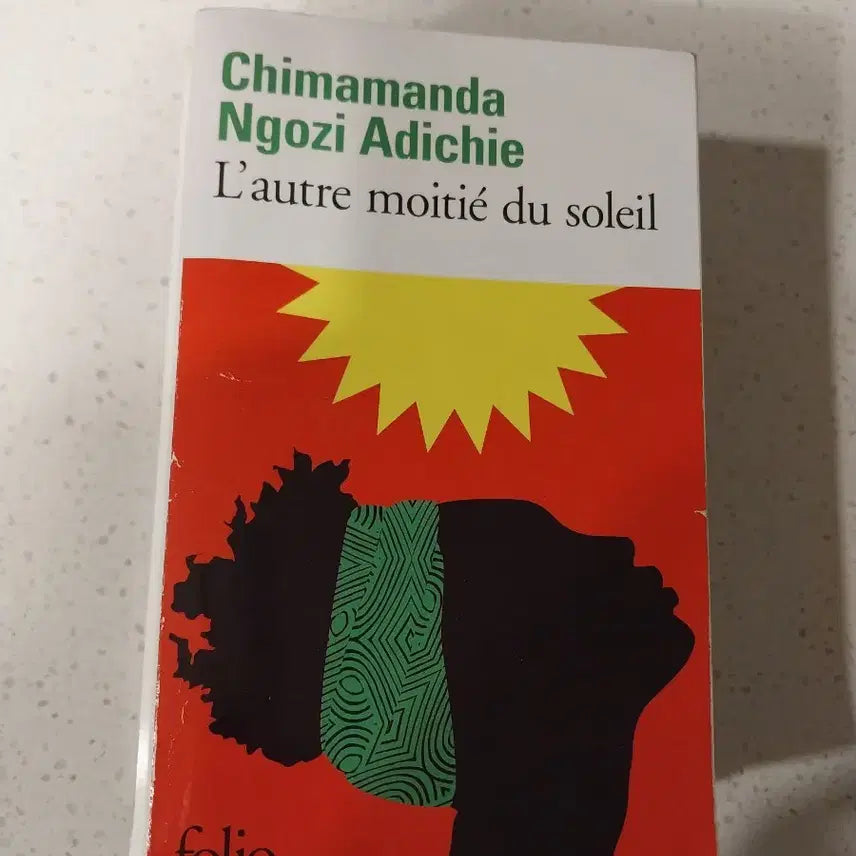 Chimamanda
Ngozi Adichie
L'autre moitié du soleil
folio